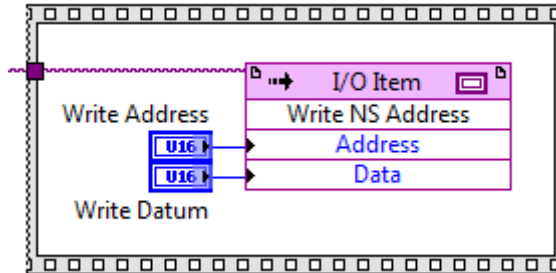 I/O Item
Write Address
Write NS Address
U16
Address
U16
Data
Write Datum